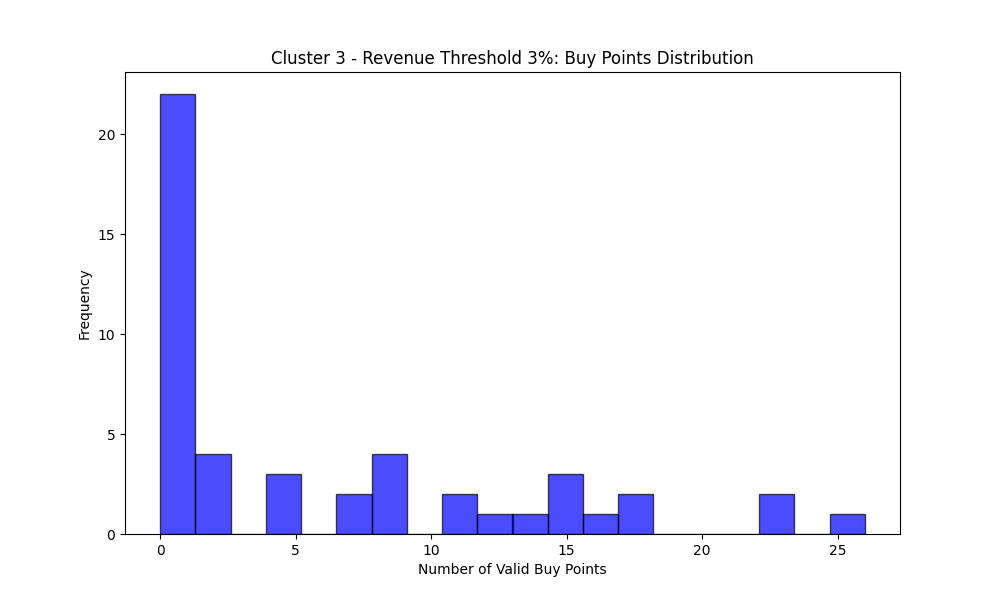 Cluster 3 - Revenue Threshold 3%: Buy Points Distribution
Frequency
20
15
10
5
0
0 5 10 15 20 25
Number of Valid Buy Points